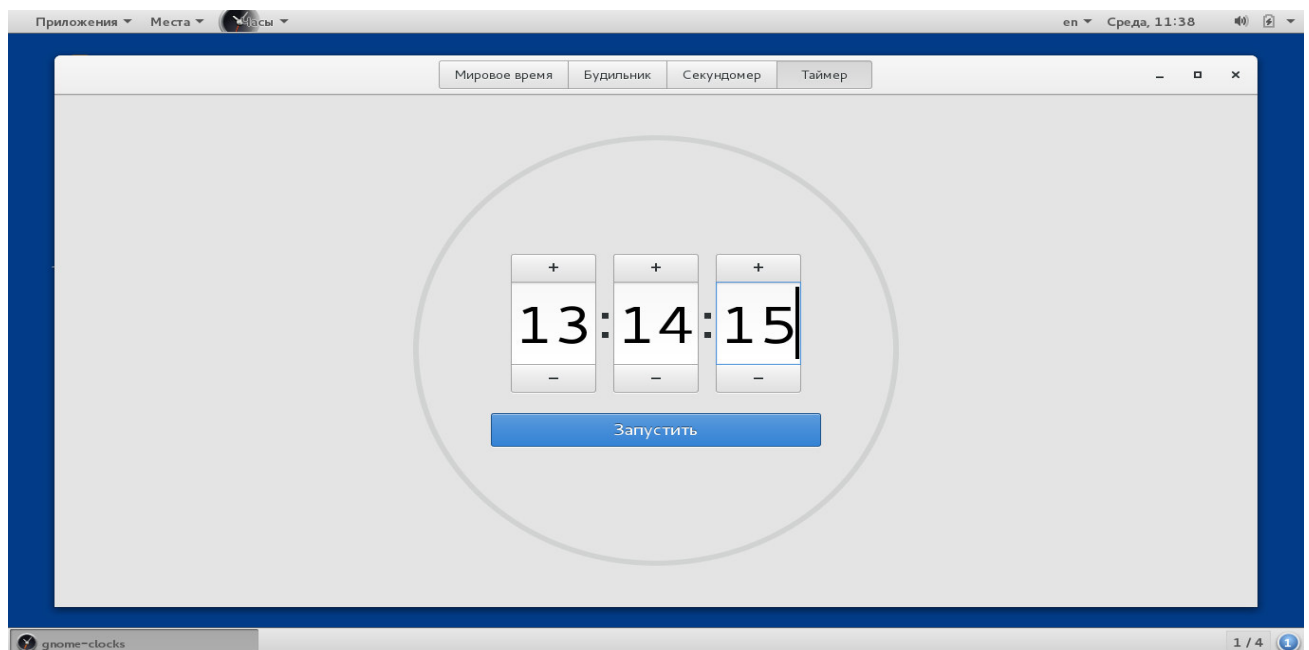 Приложения Места Часы en Среда, 11:38
Мировое время Будильник Секундомер Таймер
+ + +
13:14:15
− − −
Запустить
gnome-clocks 1 / 4 1